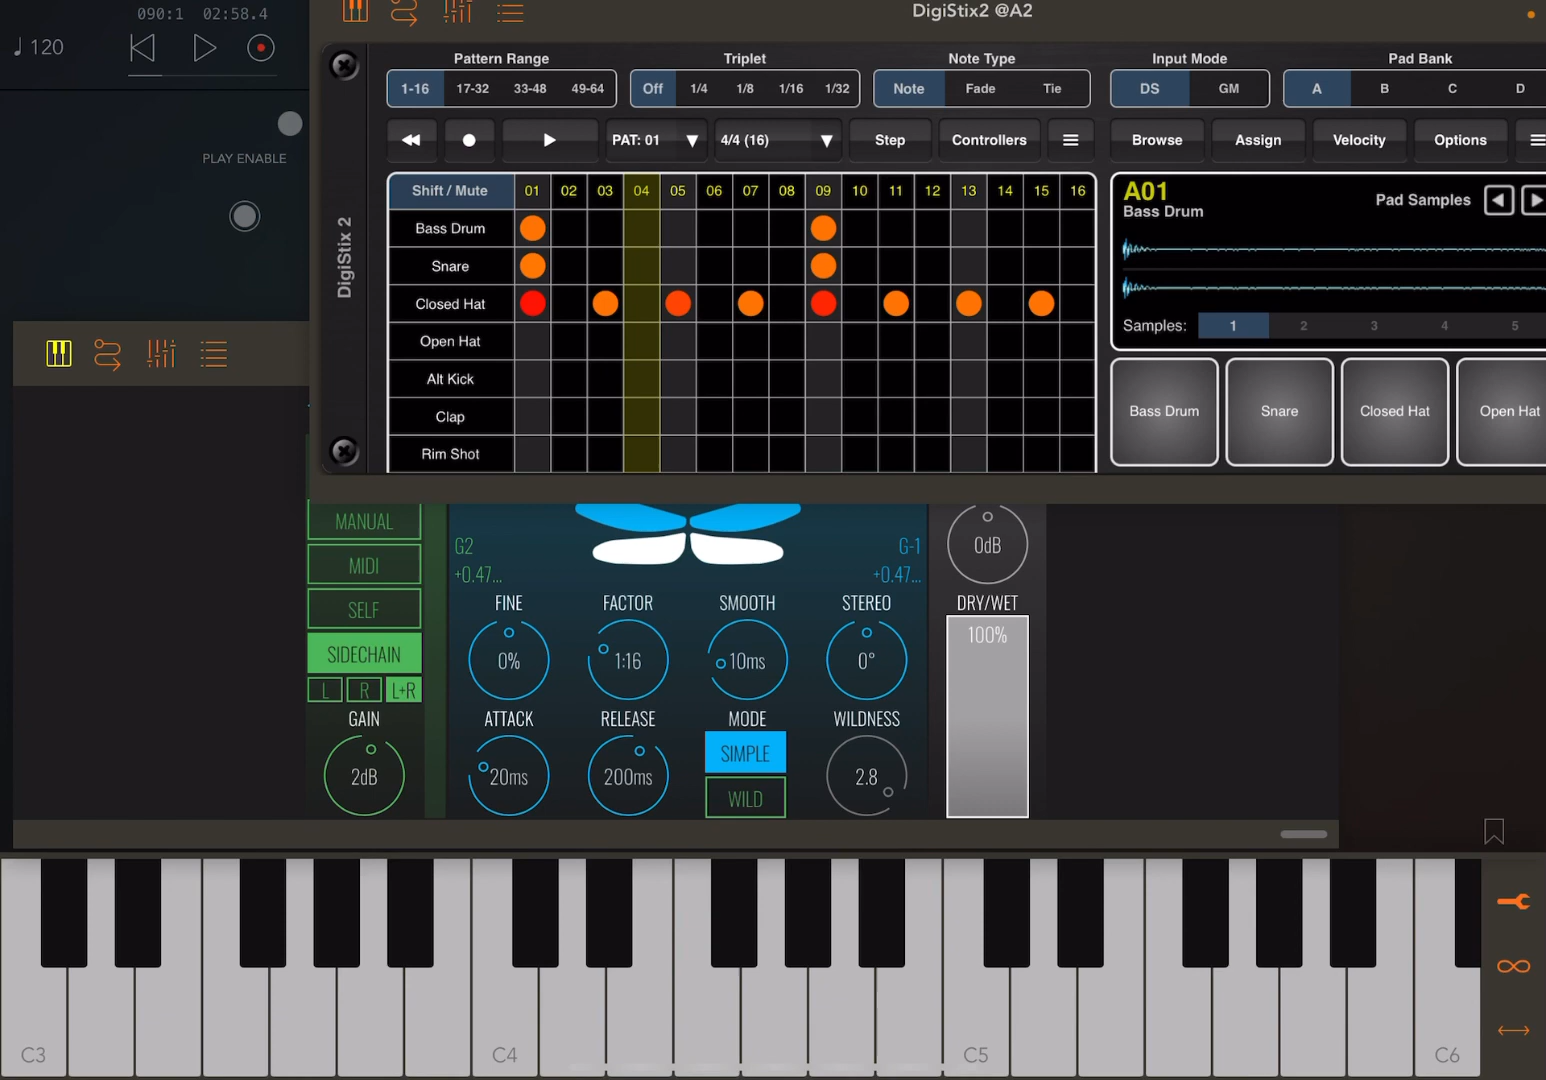 090:1 02:58.4
♩ 120
PLAY ENABLE
DigiStix2 @A2
DigiStix 2
Pattern Range
1-16 17-32 33-48 49-64
Triplet
Off 1/4 1/8 1/16 1/32
Note Type
Note Fade Tie
Input Mode
DS GM
Pad Bank
A B C D
PAT: 01 ▼ 4/4 (16) ▼ Step Controllers
Browse Assign Velocity Options
Shift / Mute 01 02 03 04 05 06 07 08 09 10 11 12 13 14 15 16
Bass Drum
Snare
Closed Hat
Open Hat
Alt Kick
Clap
Rim Shot
A01
Bass Drum
Pad Samples
Samples: 1 2 3 4 5
Bass Drum Snare Closed Hat Open Hat
MANUAL
MIDI
SELF
SIDECHAIN
L R L+R
GAIN
2dB
G2
+0.47...
G-1
+0.47...
FINE FACTOR SMOOTH STEREO
0% 1:16 10ms 0°
ATTACK RELEASE MODE WILDNESS
20ms 200ms SIMPLE 2.8
WILD
0dB
DRY/WET
100%
C3 C4 C5 C6